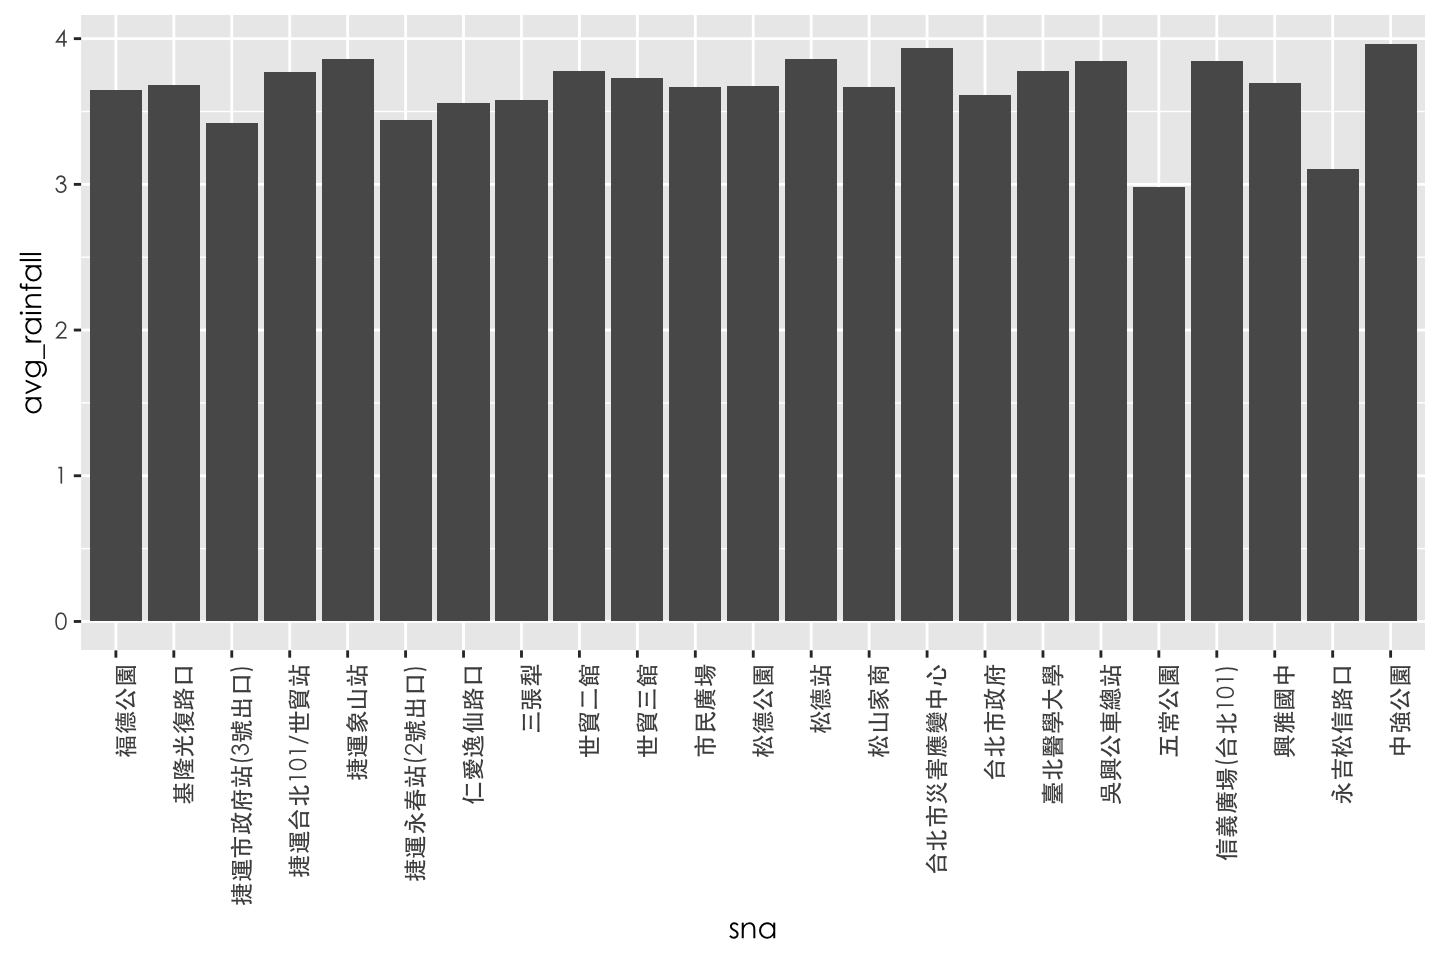 4
3
2
1
0
avg_rainfall
福德公園
基隆光復路口
捷運市政府站(3號出口)
捷運台北101/世貿站
捷運象山站
捷運永春站(2號出口)
仁愛逸仙路口
三張犁
世貿二館
世貿三館
市民廣場
松德公園
松德站
松山家商
台北市災害應變中心
台北市政府
臺北醫學大學
吳興公車總站
五常公園
信義廣場(台北101)
興雅國中
永吉松信路口
中強公園
sna